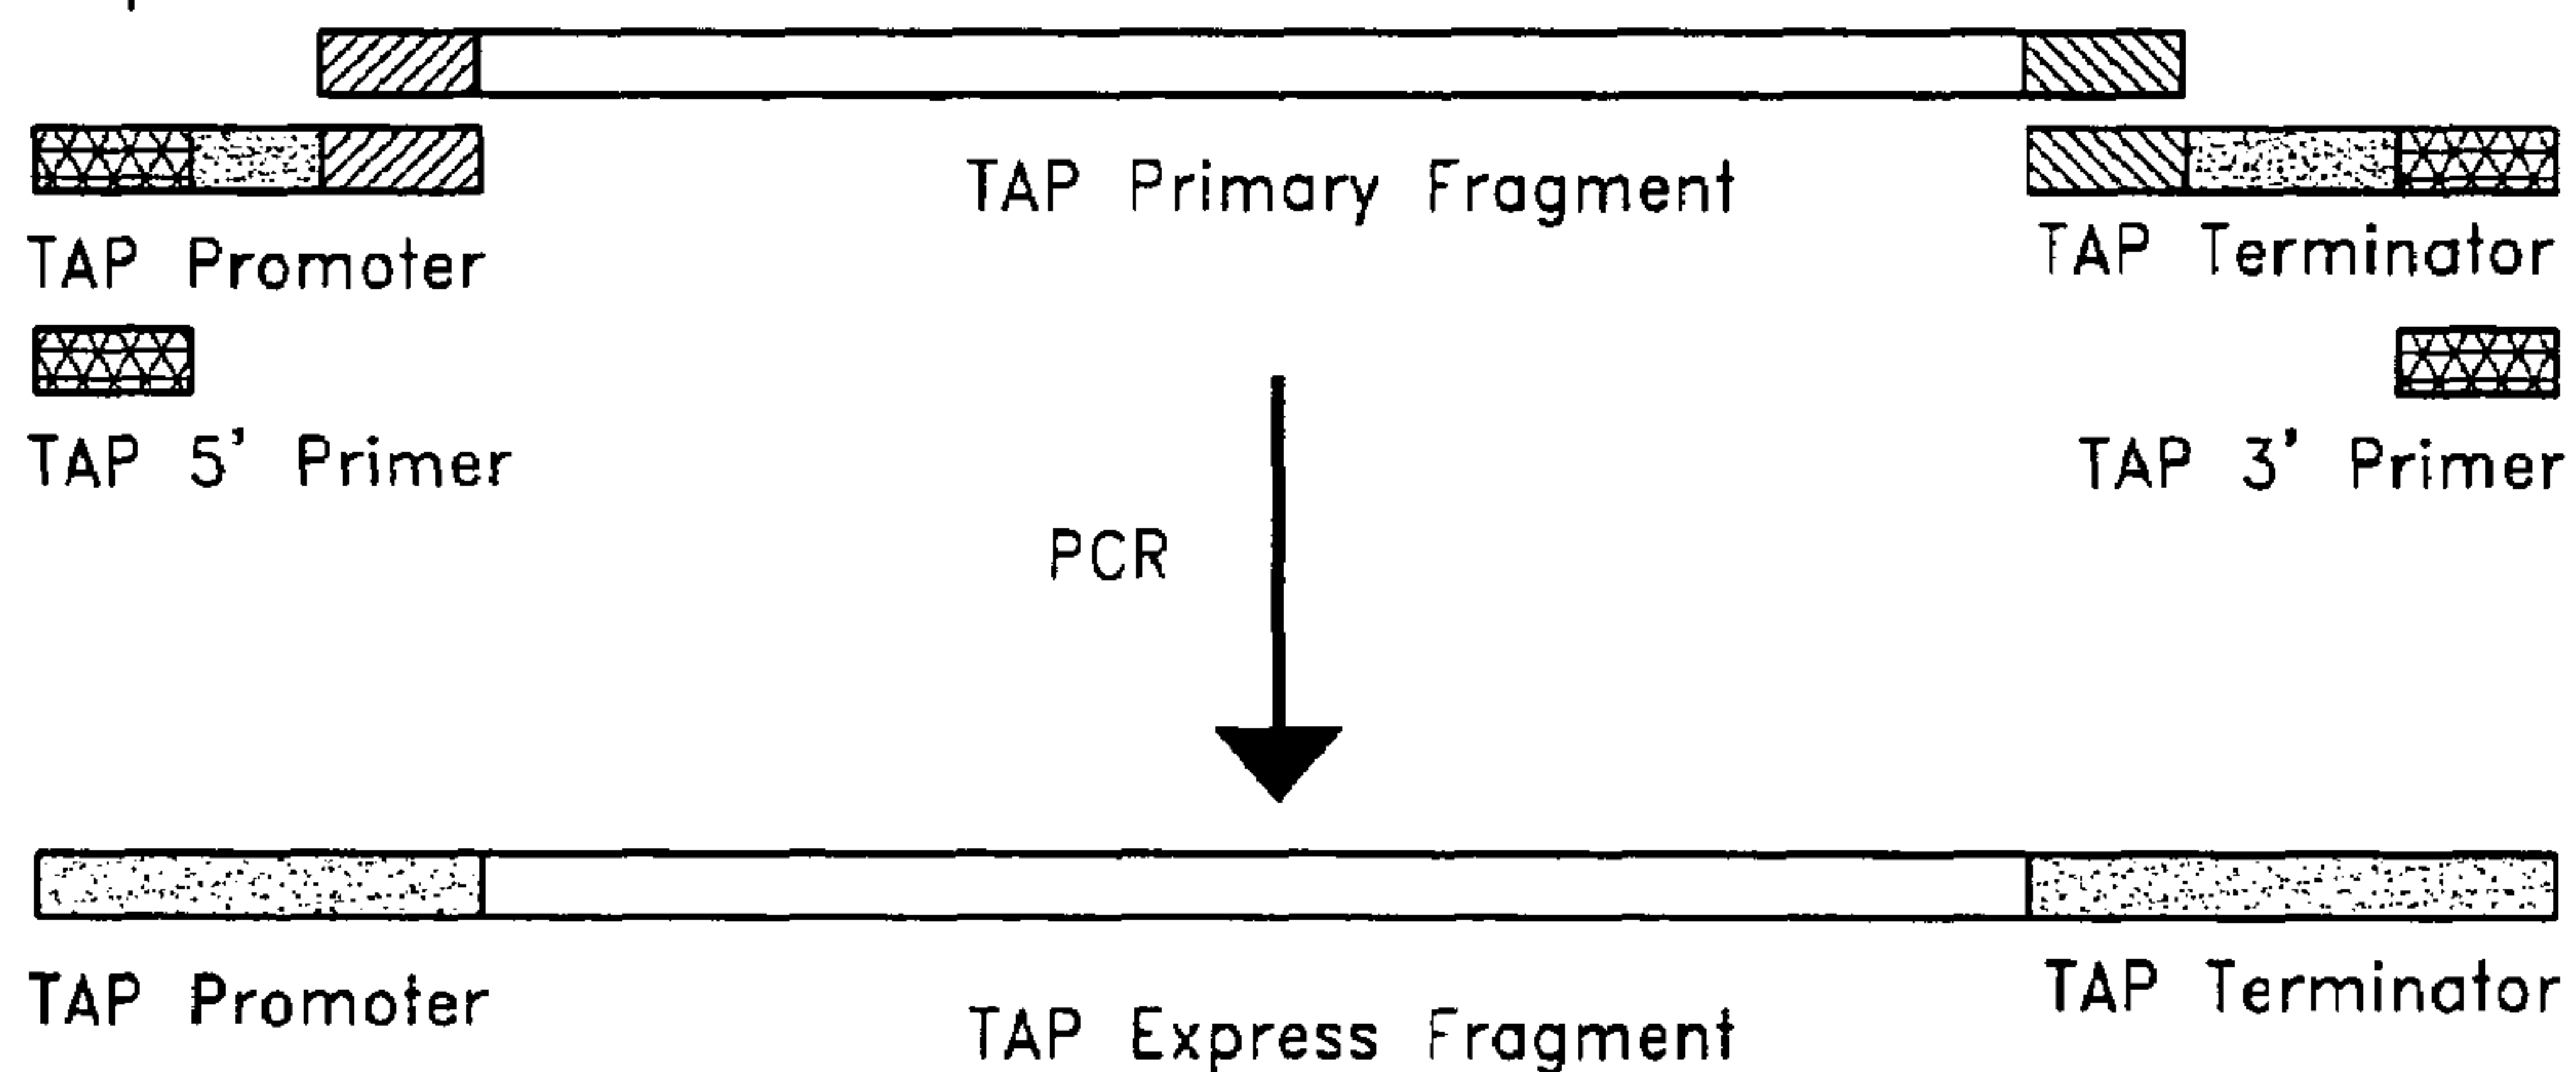 TAP Primary Fragment
TAP Promoter
TAP Terminator
TAP 5' Primer
TAP 3' Primer
PCR
TAP Promoter
TAP Express Fragment
TAP Terminator